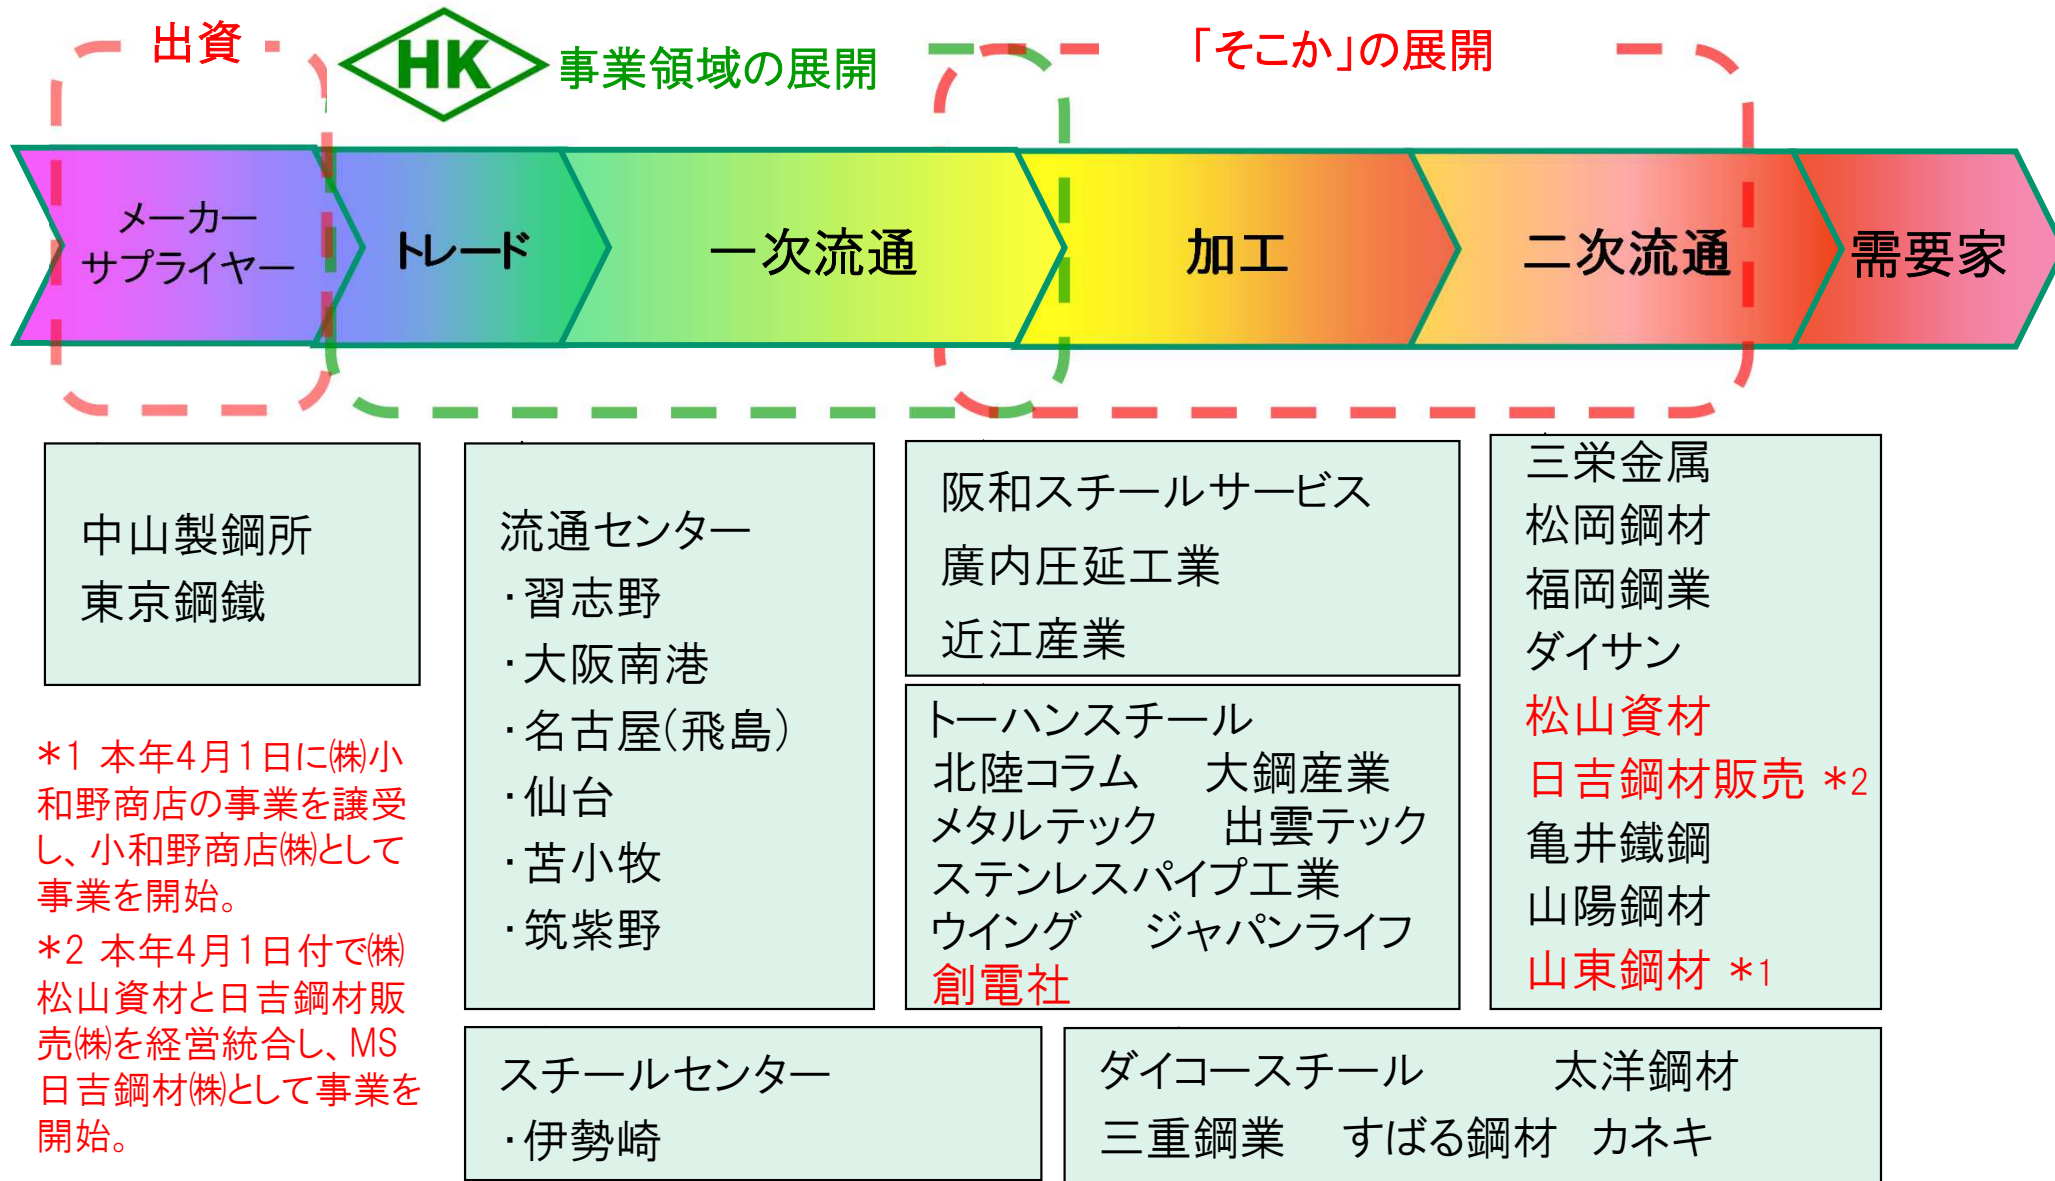 出資
HK
事業領域の展開
「そこか」の展開
メーカー
サプライヤー
トレード
一次流通
加工
二次流通
需要家
中山製鋼所
東京鋼鐵
*1 本年4月1日に㈱小
和野商店の事業を譲受
し、小和野商店㈱として
事業を開始。
*2 本年4月1日付で㈱
松山資材と日吉鋼材販
売㈱を経営統合し、MS
日吉鋼材㈱として事業を
開始。
流通センター
・習志野
・大阪南港
・名古屋(飛島)
・仙台
・苫小牧
・筑紫野
阪和スチールサービス
廣内圧延工業
近江産業
トーハンスチール
北陸コラム 大鋼産業
メタルテック 出雲テック
ステンレスパイプ工業
ウイング ジャパンライフ
創電社
三栄金属
松岡鋼材
福岡鋼業
ダイサン
松山資材
日吉鋼材販売 *2
亀井鐵鋼
山陽鋼材
山東鋼材 *1
スチールセンター
・伊勢崎
ダイコースチール 太洋鋼材
三重鋼業 すばる鋼材 カネキ